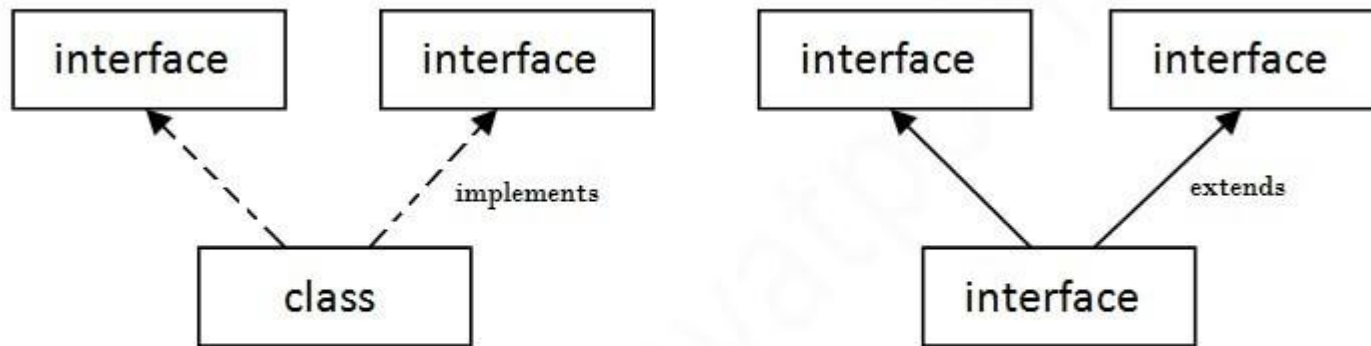 interface interface interface interface
implements extends
class interface